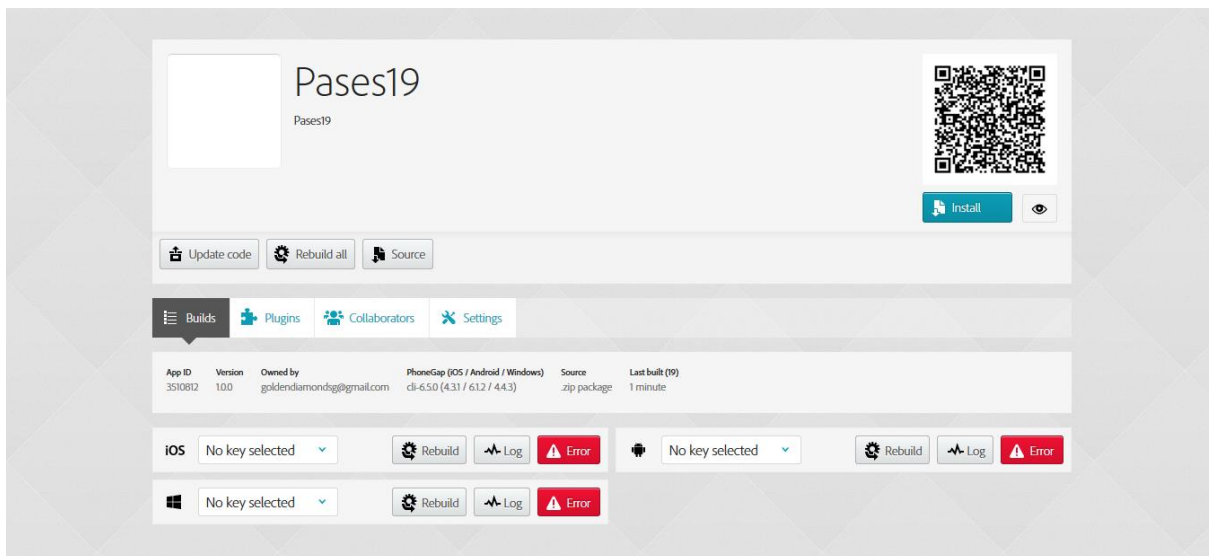 Pases19
Pases19
Install
Update code Rebuild all Source
Builds Plugins Collaborators Settings
App ID Version Owned by PhoneGap (iOS / Android / Windows) Source Last built (19)
3510812 1.0.0 goldendiamondsg@gmail.com cli-6.5.0 (4.3.1 / 6.1.2 / 4.4.3) .zip package 1 minute
iOS No key selected Rebuild Log Error No key selected Rebuild Log Error
No key selected Rebuild Log Error